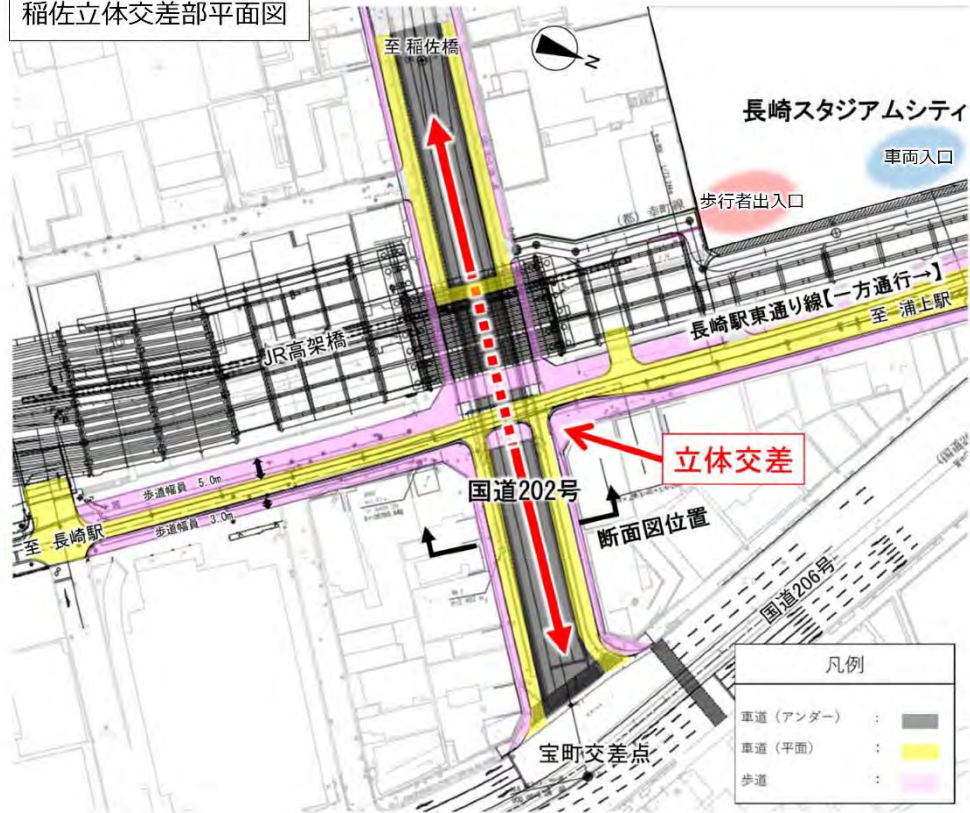 稲佐立体交差部平面図
至 稲佐橋
N
長崎スタジアムシティ
車両入口
歩行者出入口
(都) 幸町線
長崎駅東通り線【一方通行→】
至 浦上駅
JR高架橋
立体交差
国道202号
歩道幅員 5.0m
歩道幅員 3.0m
至 長崎駅
断面図位置
国道206号
宝町交差点
凡例
車道(アンダー) :
車道(平面) :
歩道 :